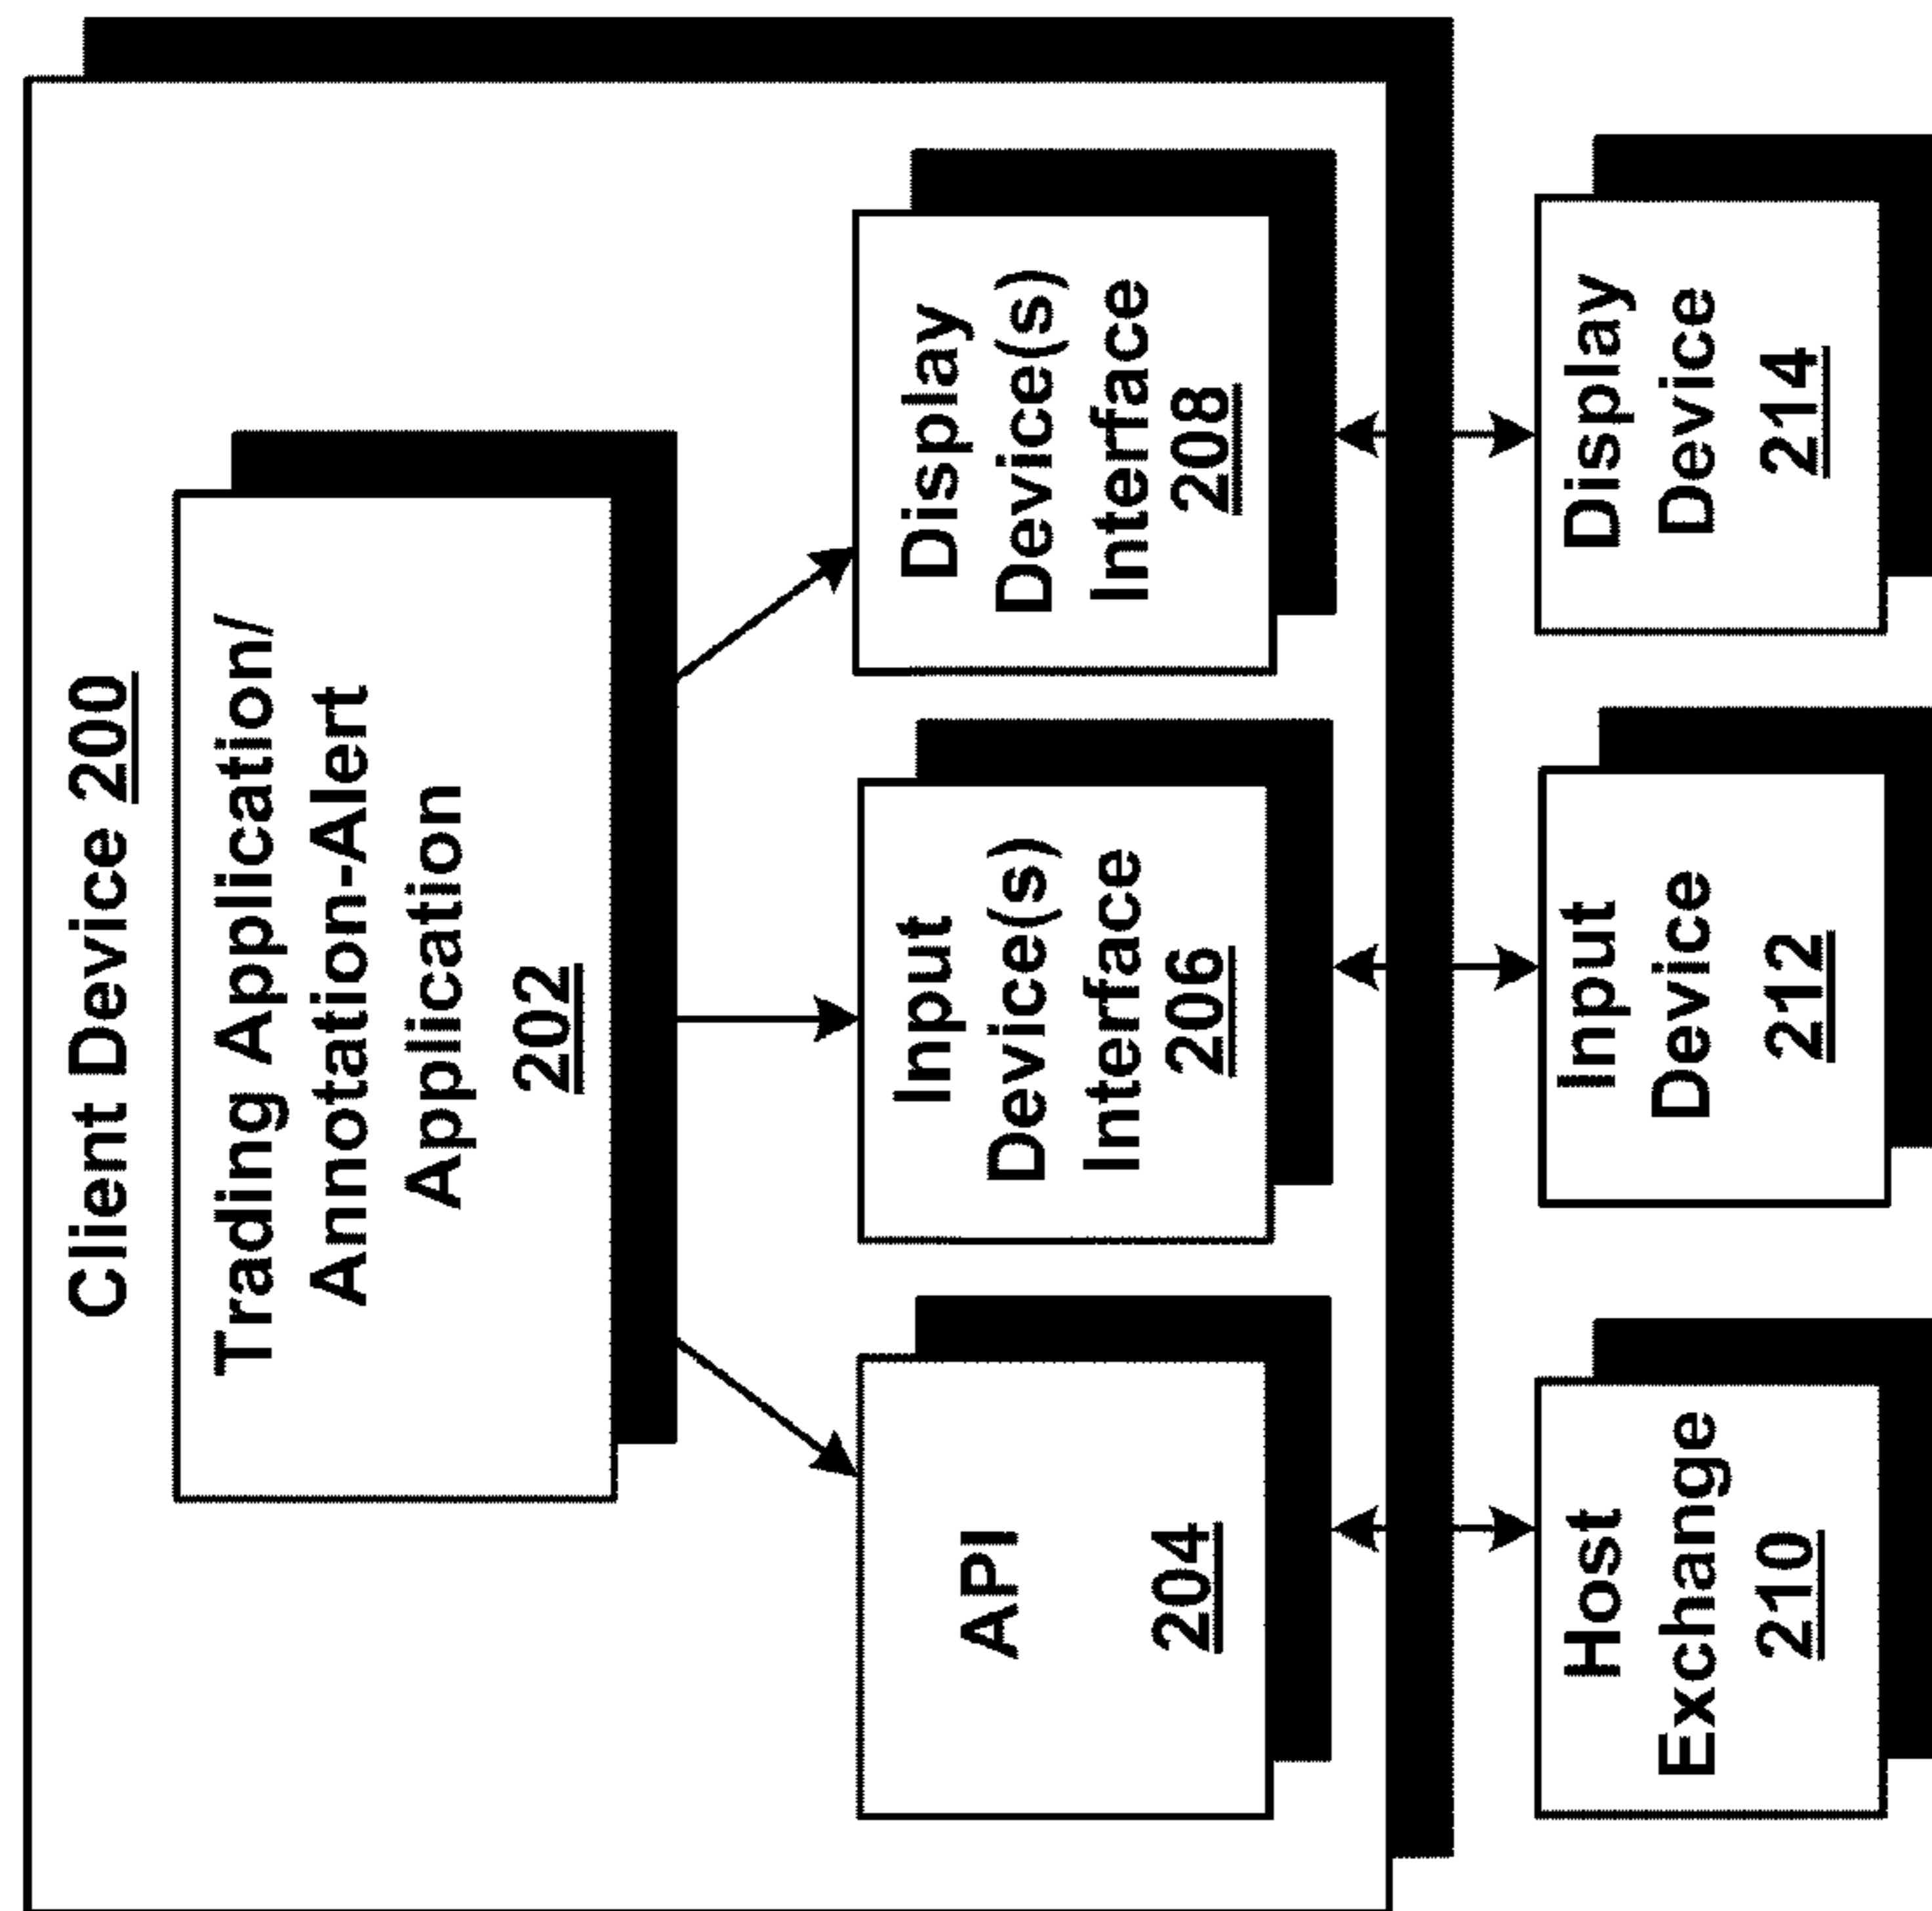 Client Device 200
Trading Application/
Annotation-Alert
Application
202
API
204
Input
Device(s)
Interface
206
Display
Device(s)
Interface
208
Host
Exchange
210
Input
Device
212
Display
Device
214